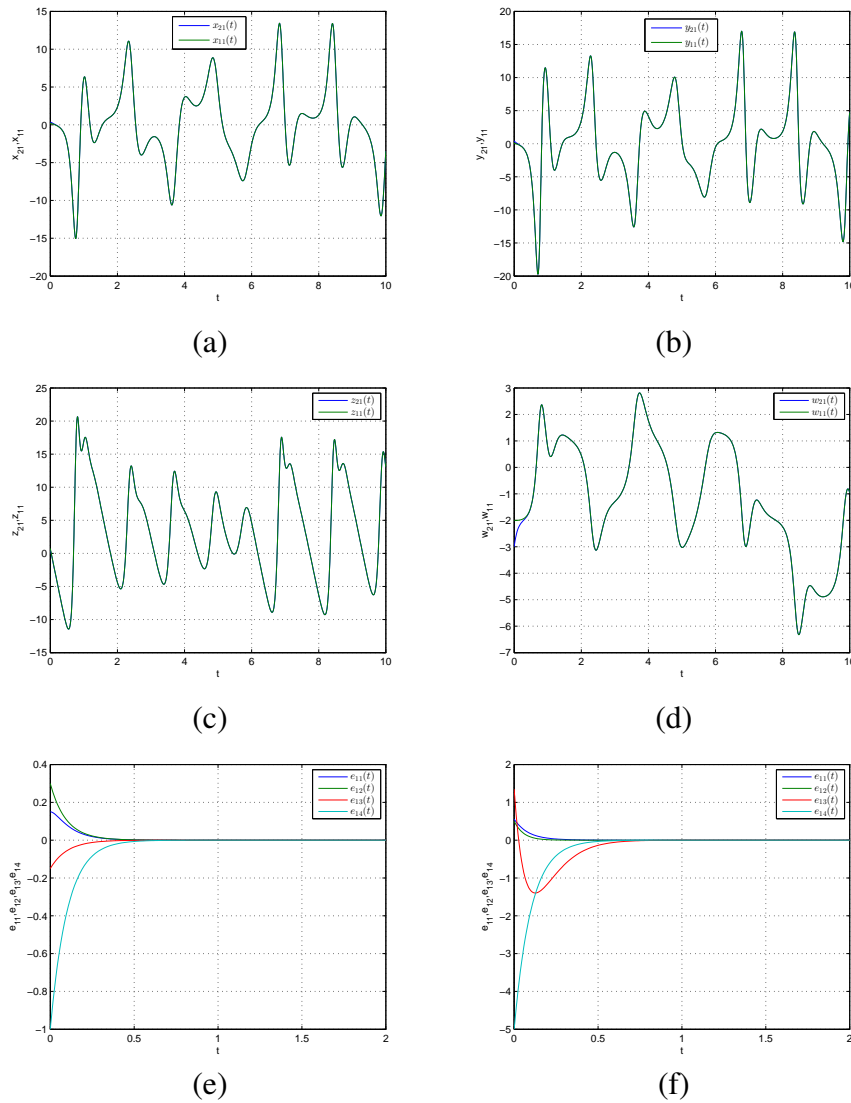 15
10
5
0
−5
−10
−15
−20
0 2 4 6 8 10
t
x21,x11
x21(t)
x11(t)
(a)
20
15
10
5
0
−5
−10
−15
−20
0 2 4 6 8 10
t
y21,y11
y21(t)
y11(t)
(b)
25
20
15
10
5
0
−5
−10
−15
0 2 4 6 8 10
t
z21,z11
z21(t)
z11(t)
(c)
3
2
1
0
−1
−2
−3
−4
−5
−6
−7
0 2 4 6 8 10
t
w21,w11
w21(t)
w11(t)
(d)
0.4
0.2
0
−0.2
−0.4
−0.6
−0.8
−1
0 0.5 1 1.5 2
t
e11,e12,e13,e14
e11(t)
e12(t)
e13(t)
e14(t)
(e)
2
1
0
−1
−2
−3
−4
−5
0 0.5 1 1.5 2
t
e11,e12,e13,e14
e11(t)
e12(t)
e13(t)
e14(t)
(f)